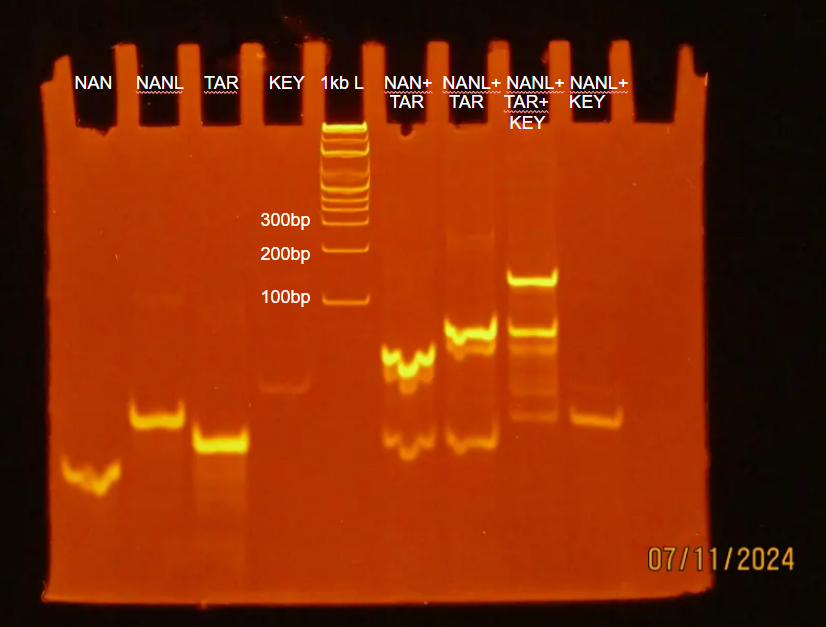 NAN NANL TAR KEY 1kb L NAN+ NANL+ NANL+ NANL+
TAR TAR TAR+ KEY
KEY
300bp
200bp
100bp
07/11/2024